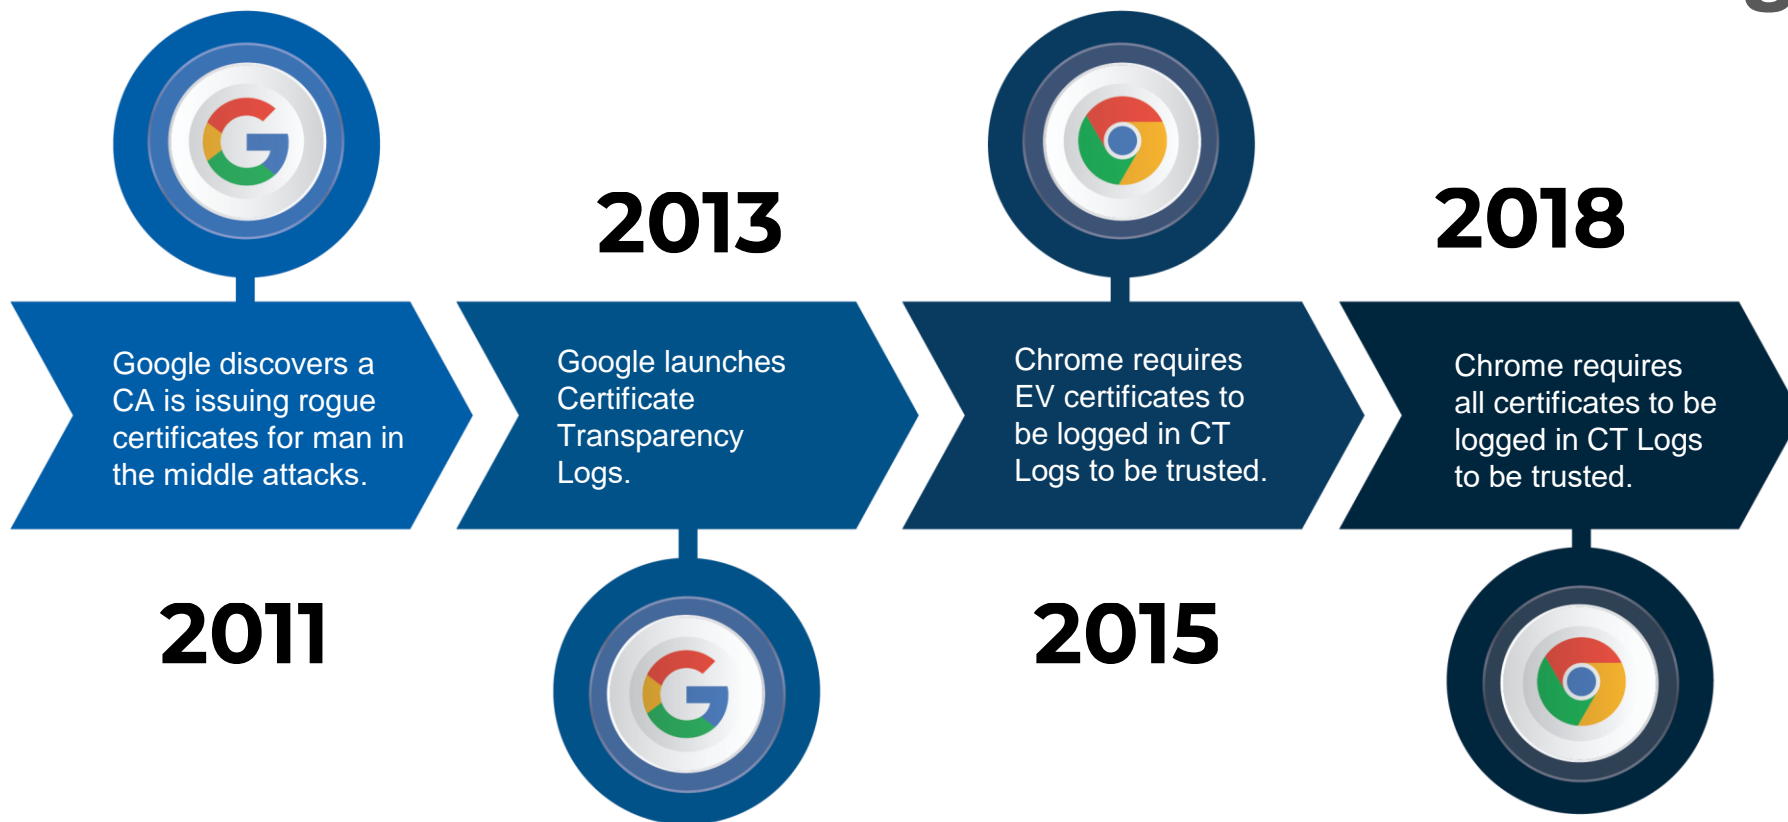 2011
Google discovers a
CA is issuing rogue
certificates for man in
the middle attacks.
2013
Google launches
Certificate
Transparency
Logs.
2015
Chrome requires
EV certificates to
be logged in CT
Logs to be trusted.
2018
Chrome requires
all certificates to be
logged in CT Logs
to be trusted.